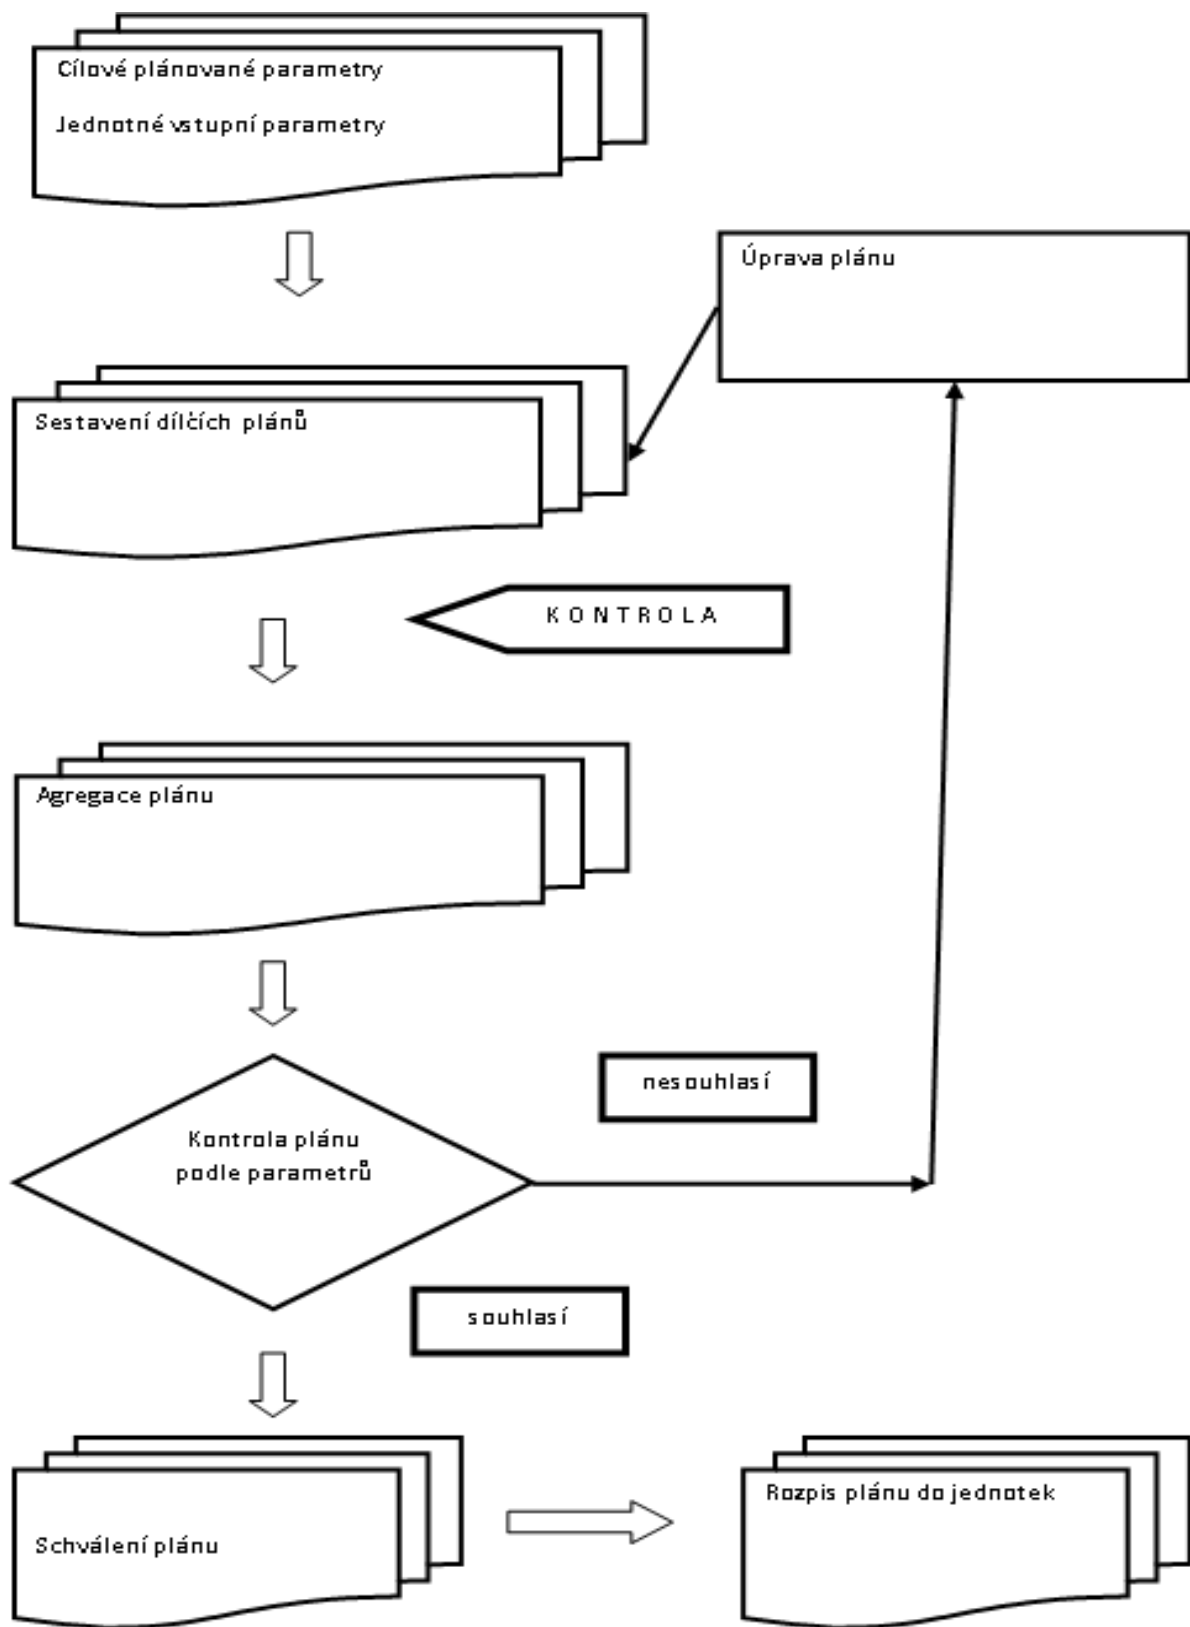 Cílové plánované parametry
Jednotné vstupní parametry
Úprava plánu
Sestavení dílčích plánů
KONTROLA
Agregace plánu
nesouhlasí
Kontrola plánu
podle parametrů
souhlasí
Schválení plánu
Rozpis plánu do jednotek